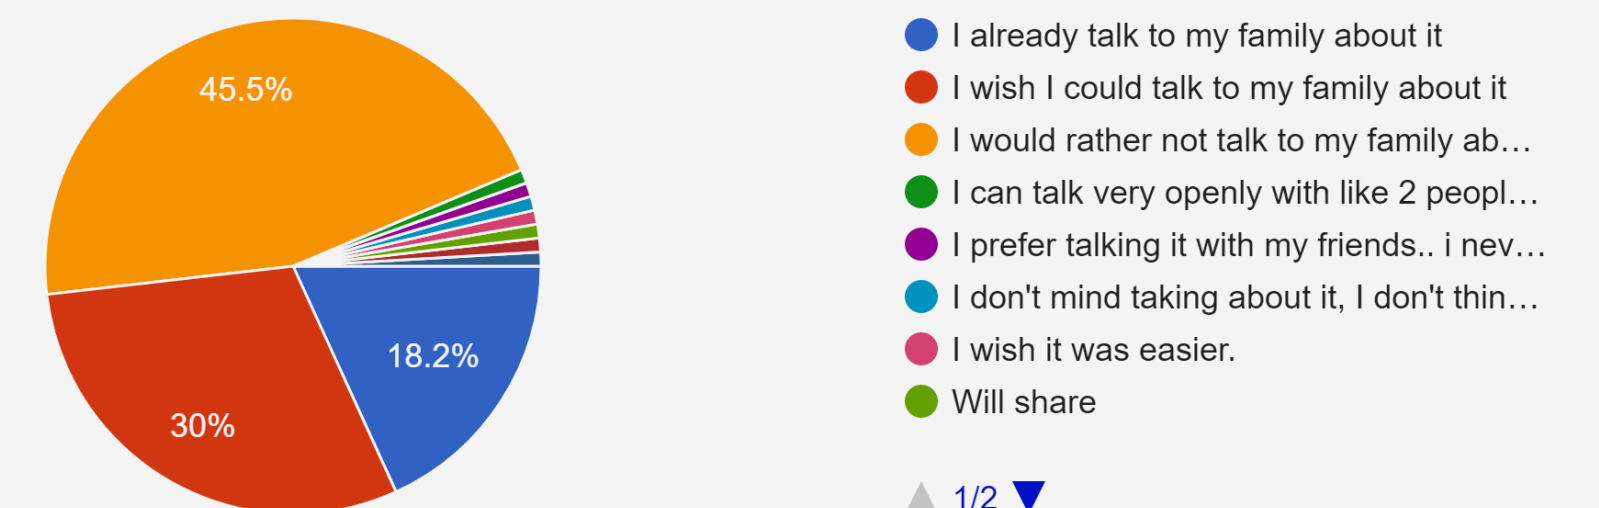 45.5%
30%
18.2%
I already talk to my family about it
I wish I could talk to my family about it
I would rather not talk to my family ab...
I can talk very openly with like 2 peopl...
I prefer talking it with my friends.. i nev...
I don't mind taking about it, I don't thin...
I wish it was easier.
Will share
1/2